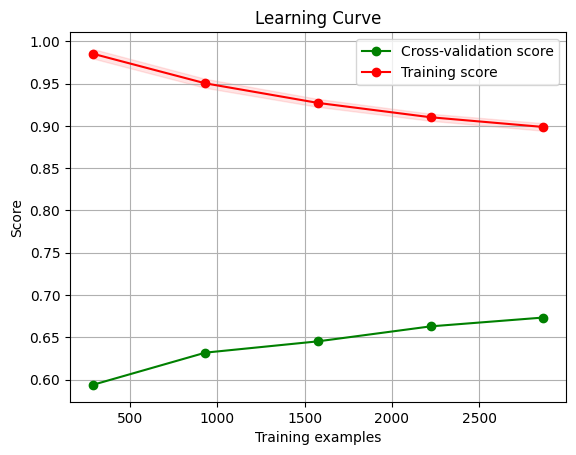 Learning Curve
1.00
0.95
0.90
0.85
0.80
0.75
0.70
0.65
0.60
Score
Cross-validation score
Training score
500
1000
1500
2000
2500
Training examples